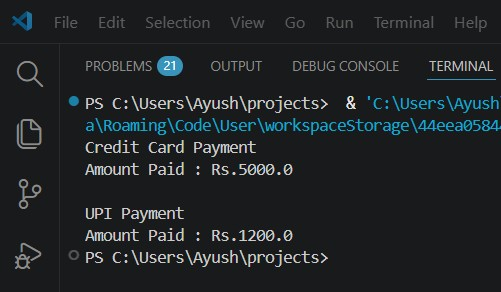 File Edit Selection View Go Run Terminal Help
PROBLEMS 21 OUTPUT DEBUG CONSOLE TERMINAL
PS C:\Users\Ayush\projects> & 'C:\Users\Ayush
a\Roaming\Code\User\workspaceStorage\44eea0584
Credit Card Payment
Amount Paid : Rs.5000.0
UPI Payment
Amount Paid : Rs.1200.0
PS C:\Users\Ayush\projects>